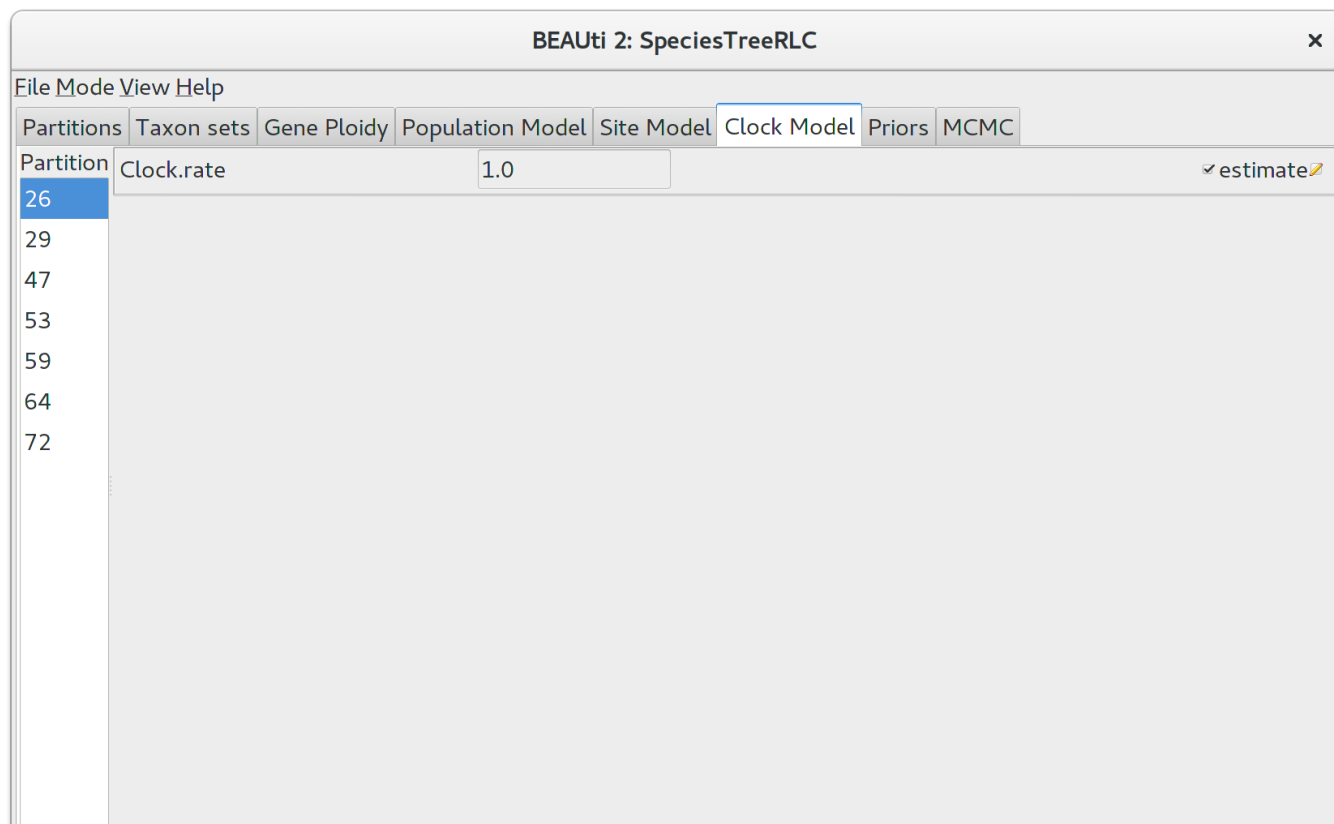 BEAUti 2: SpeciesTreeRLC
File Mode View Help
Partitions Taxon sets Gene Ploidy Population Model Site Model Clock Model Priors MCMC
Partition
Clock.rate 1.0 estimate
26
29
47
53
59
64
72